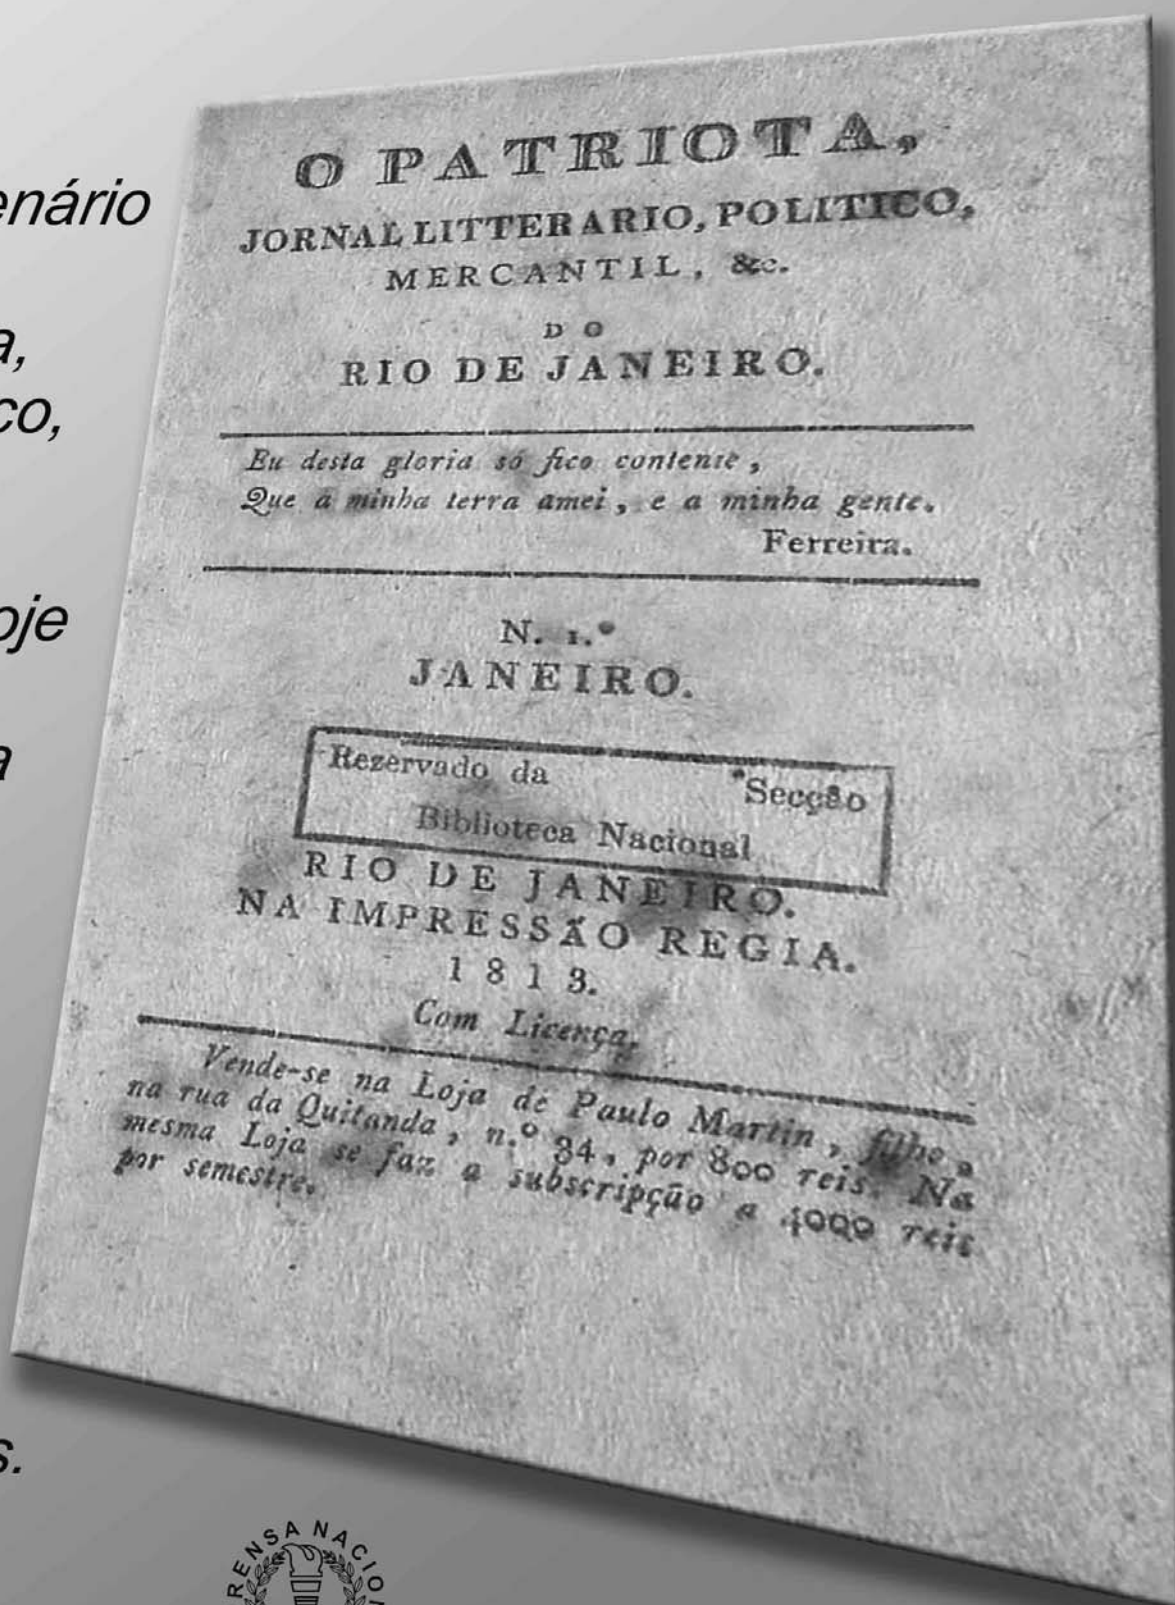 enário
a,
co,
oje
a
s.
O PATRIOTA,
JORNAL LITTERARIO, POLITICO,
MERCANTIL, &c.
DO
RIO DE JANEIRO.
Eu desta gloria só fico contente,
Que a minha terra amei, e a minha gente.
Ferreira.
N. 1.º
JANEIRO.
Rezervado da Secção
Biblioteca Nacional
RIO DE JANEIRO.
NA IMPRESSÃO REGIA.
1813.
Com Licença.
Vende-se na Loja de Paulo Martin, filho,
na rua da Quitanda, n.º 34, por 800 reis. Na
mesma Loja se faz a subscripção a 4000 reis
por semestre.
RENSA NACIO